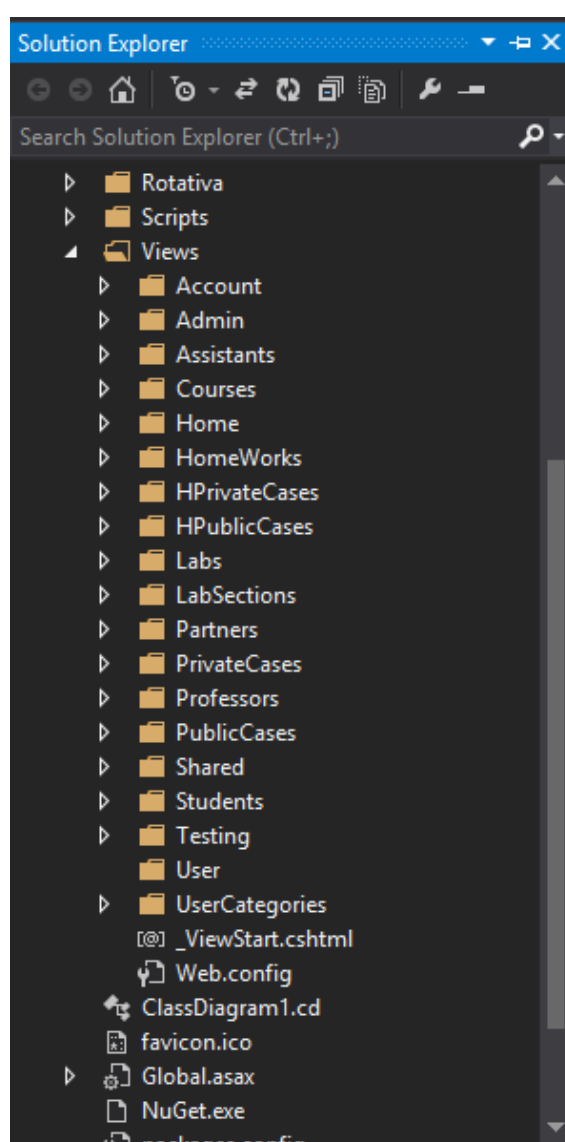 Solution Explorer
Search Solution Explorer (Ctrl+;)
Rotativa
Scripts
Views
Account
Admin
Assistants
Courses
Home
HomeWorks
HPrivateCases
HPublicCases
Labs
LabSections
Partners
PrivateCases
Professors
PublicCases
Shared
Students
Testing
User
UserCategories
[@] _ViewStart.cshtml
Web.config
ClassDiagram1.cd
favicon.ico
Global.asax
NuGet.exe
packages.config